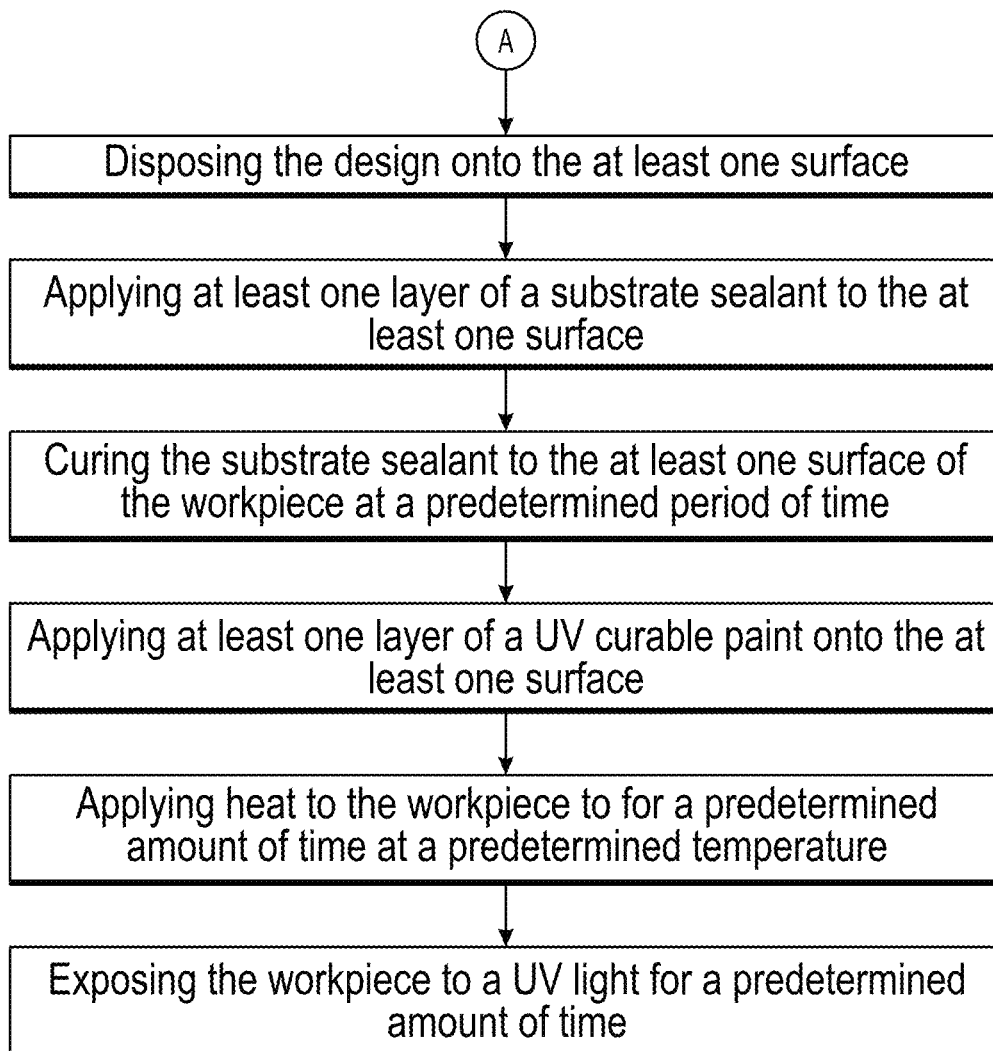 A
Disposing the design onto the at least one surface
Applying at least one layer of a substrate sealant to the at
least one surface
Curing the substrate sealant to the at least one surface of
the workpiece at a predetermined period of time
Applying at least one layer of a UV curable paint onto the at
least one surface
Applying heat to the workpiece to for a predetermined
amount of time at a predetermined temperature
Exposing the workpiece to a UV light for a predetermined
amount of time